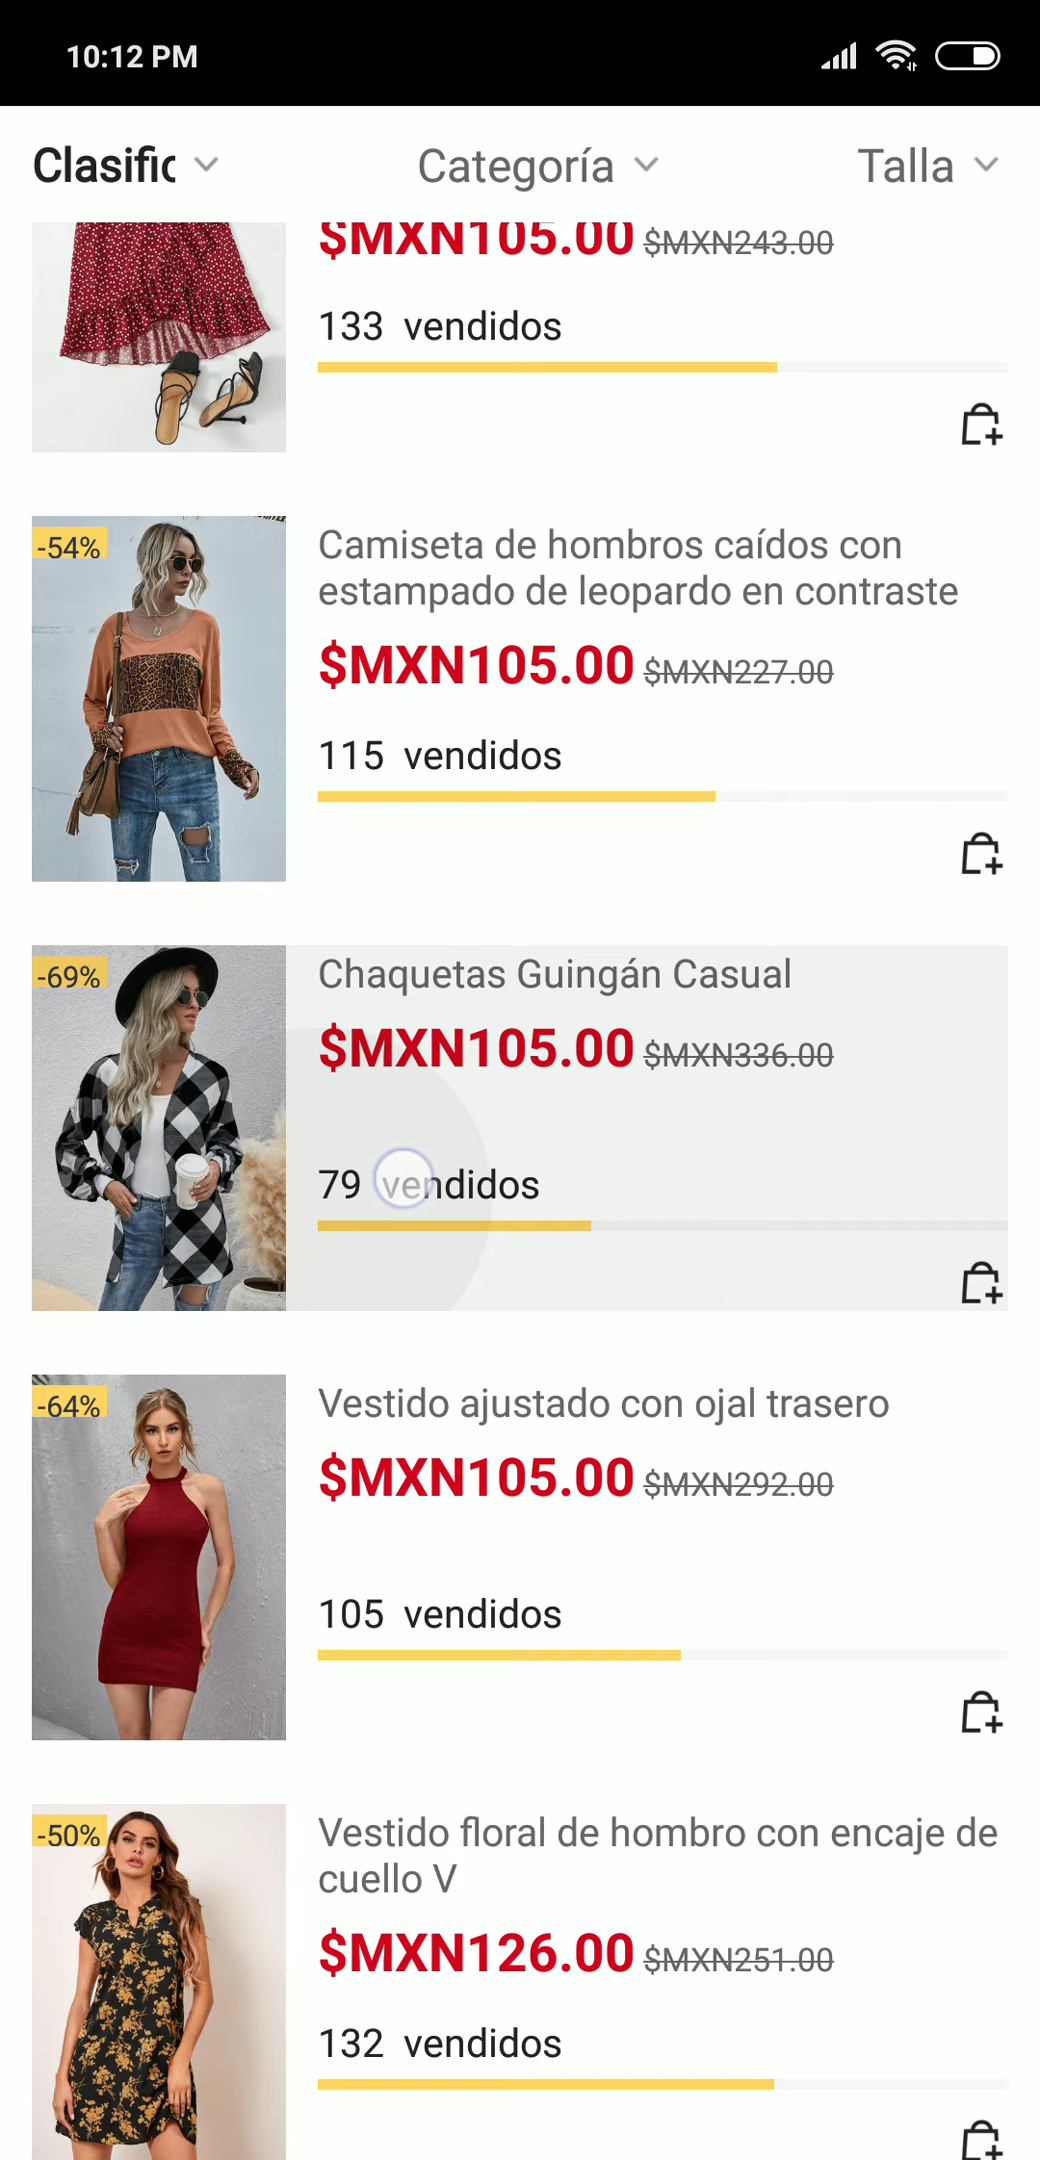 10:12 PM
Clasific
Categoría
Talla
$MXN105.00 $MXN243.00
133 vendidos
-54%
Camiseta de hombros caídos con
estampado de leopardo en contraste
$MXN105.00 $MXN227.00
115 vendidos
-69%
Chaquetas Guingán Casual
$MXN105.00 $MXN336.00
79 vendidos
-64%
Vestido ajustado con ojal trasero
$MXN105.00 $MXN292.00
105 vendidos
-50%
Vestido floral de hombro con encaje de
cuello V
$MXN126.00 $MXN251.00
132 vendidos